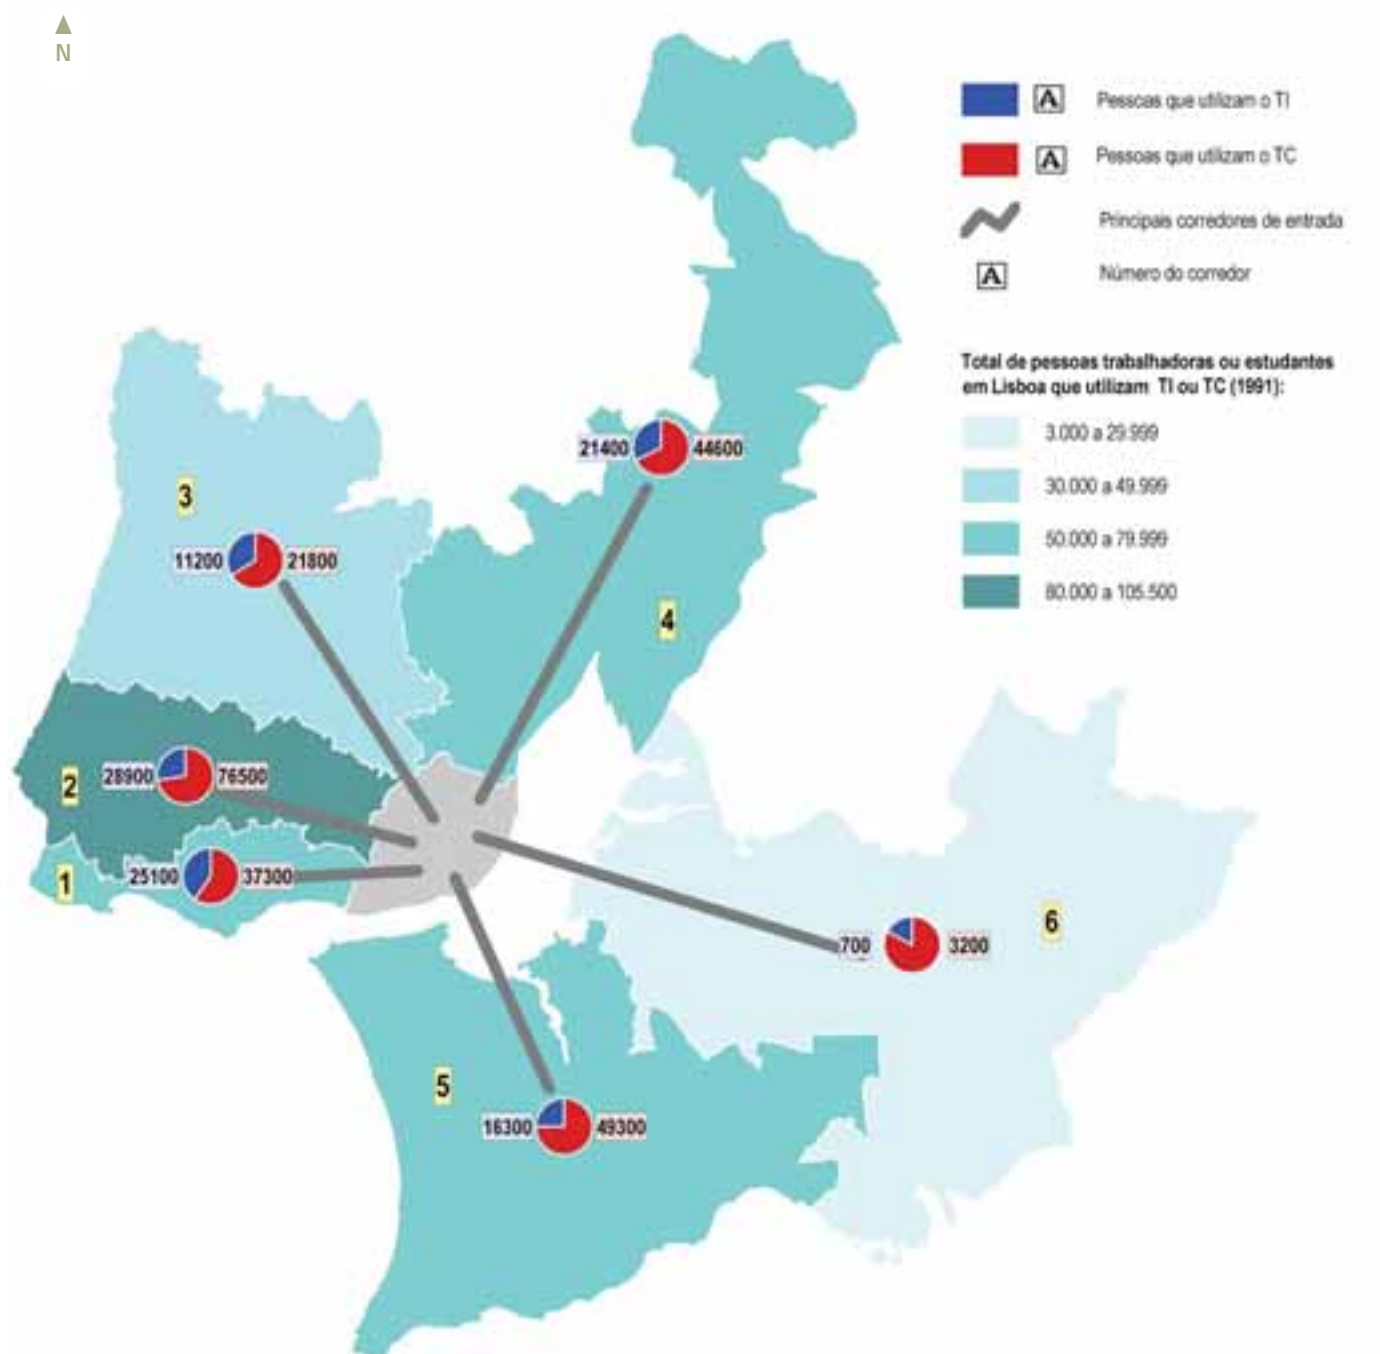 N
A Pessoas que utilizam o TI
A Pessoas que utilizam o TC
Principais corredores de entrada
A Número do corredor
Total de pessoas trabalhadoras ou estudantes
em Lisboa que utilizam TI ou TC (1991):
3.000 a 29.999
30.000 a 49.999
50.000 a 79.999
80.000 a 105.500
21400 44600
3
11200 21800
4
2
28900 76500
1
25100 37300
6
700 3200
5
16300 49300